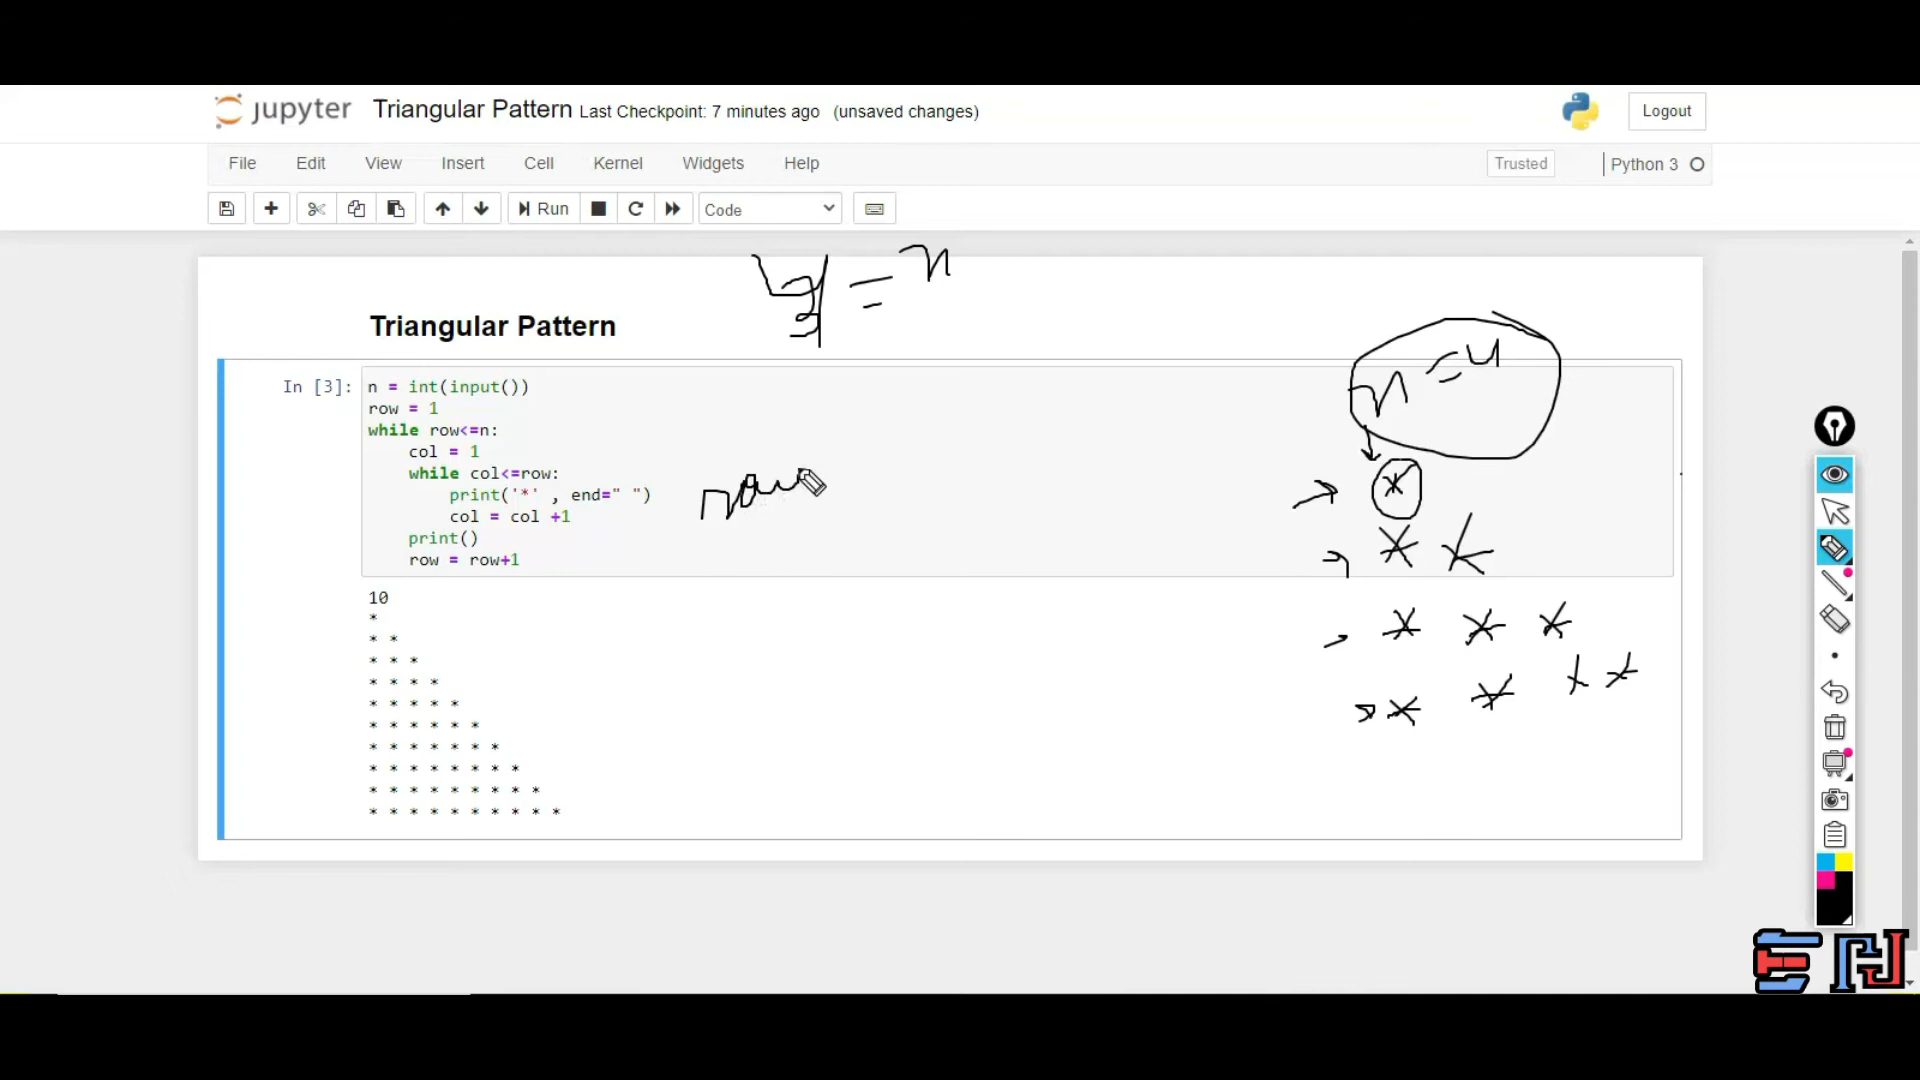 jupyter Triangular Pattern Last Checkpoint: 7 minutes ago (unsaved changes)
Logout
File Edit View Insert Cell Kernel Widgets Help
Trusted
Python 3
Run
Code
= n
Triangular Pattern
n = 4
In [3]:
n = int(input())
row = 1
while row<=n:
    col = 1
    while col<=row:
        print('*' , end=" ")
        col = col +1
    print()
    row = row+1
row
*
* *
* * *
* * * *
10
*
* *
* * *
* * * *
* * * * *
* * * * * *
* * * * * * *
* * * * * * * *
* * * * * * * * *
* * * * * * * * * *